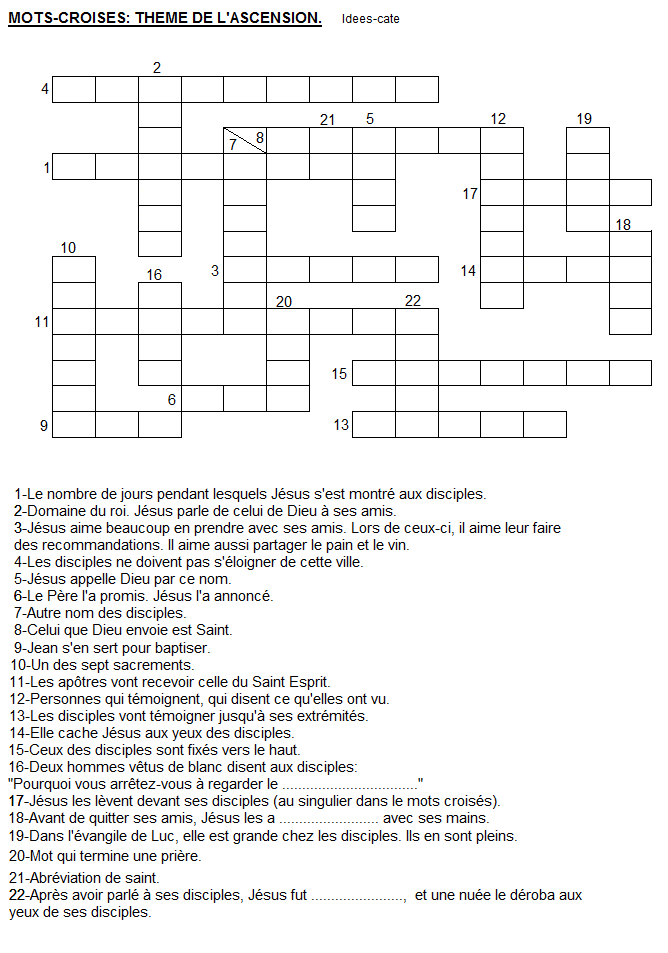 MOTS-CROISES: THEME DE L'ASCENSION. Idees-cate
2
4
21 5 12 19
7 8
1
17
18
10
16 3 14
20 22
11
15
6
9 13
1-Le nombre de jours pendant lesquels Jésus s'est montré aux disciples.
2-Domaine du roi. Jésus parle de celui de Dieu à ses amis.
3-Jésus aime beaucoup en prendre avec ses amis. Lors de ceux-ci, il aime leur faire
des recommandations. Il aime aussi partager le pain et le vin.
4-Les disciples ne doivent pas s'éloigner de cette ville.
5-Jésus appelle Dieu par ce nom.
6-Le Père l'a promis. Jésus l'a annoncé.
7-Autre nom des disciples.
8-Celui que Dieu envoie est Saint.
9-Jean s'en sert pour baptiser.
10-Un des sept sacrements.
11-Les apôtres vont recevoir celle du Saint Esprit.
12-Personnes qui témoignent, qui disent ce qu'elles ont vu.
13-Les disciples vont témoigner jusqu'à ses extrémités.
14-Elle cache Jésus aux yeux des disciples.
15-Ceux des disciples sont fixés vers le haut.
16-Deux hommes vêtus de blanc disent aux disciples:
"Pourquoi vous arrêtez-vous à regarder le .................................."
17-Jésus les lèvent devant ses disciples (au singulier dans le mots croisés).
18-Avant de quitter ses amis, Jésus les a ......................... avec ses mains.
19-Dans l'évangile de Luc, elle est grande chez les disciples. Ils en sont pleins.
20-Mot qui termine une prière.
21-Abréviation de saint.
22-Après avoir parlé à ses disciples, Jésus fut ......................., et une nuée le déroba aux
yeux de ses disciples.